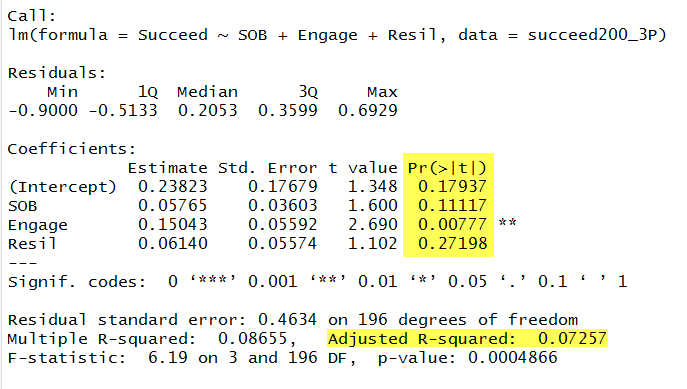 Call:
lm(formula = Succeed ~ SOB + Engage + Resil, data = succeed200_3P)
Residuals:
Min 1Q Median 3Q Max
-0.9000 -0.5133 0.2053 0.3599 0.6929
Coefficients:
Estimate Std. Error t value Pr(>|t|)
(Intercept) 0.23823 0.17679 1.348 0.17937
SOB 0.05765 0.03603 1.600 0.11117
Engage 0.15043 0.05592 2.690 0.00777 **
Resil 0.06140 0.05574 1.102 0.27198
---
Signif. codes: 0 ‘***’ 0.001 ‘**’ 0.01 ‘*’ 0.05 ‘.’ 0.1 ‘ ’ 1
Residual standard error: 0.4634 on 196 degrees of freedom
Multiple R-squared: 0.08655, Adjusted R-squared: 0.07257
F-statistic: 6.19 on 3 and 196 DF, p-value: 0.0004866